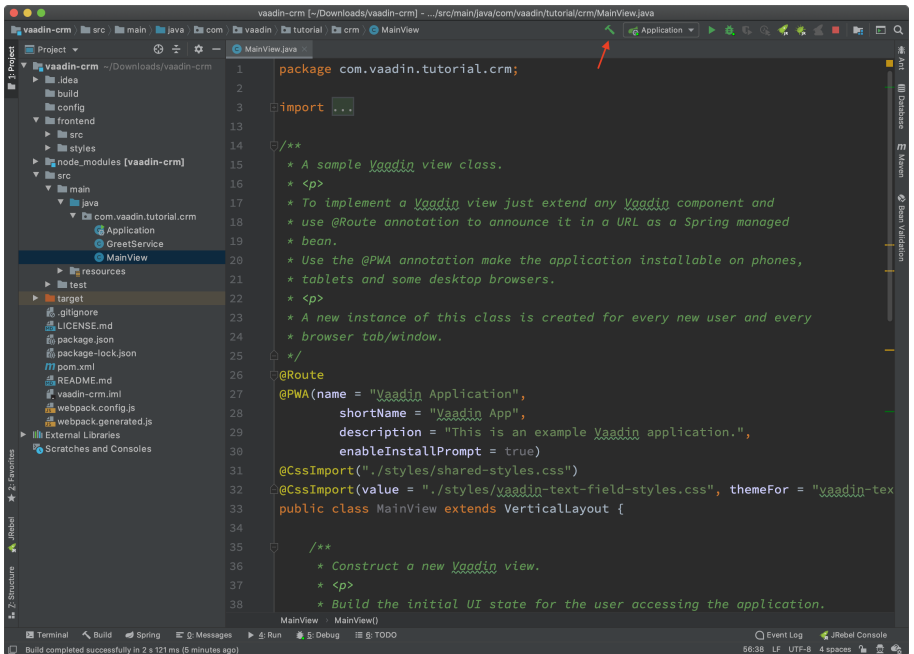 vaadin-crm [~/Downloads/vaadin-crm] - .../src/main/java/com/vaadin/tutorial/crm/MainView.java
vaadin-crm src main java com vaadin tutorial crm MainView
Application
1: Project
Project
MainView.java
vaadin-crm ~/Downloads/vaadin-crm
.idea
build
config
frontend
src
styles
node_modules [vaadin-crm]
src
main
java
com.vaadin.tutorial.crm
Application
GreetService
MainView
resources
test
target
.gitignore
LICENSE.md
package.json
package-lock.json
pom.xml
README.md
vaadin-crm.iml
webpack.config.js
webpack.generated.js
External Libraries
Scratches and Consoles
2: Favorites
JRebel
Z: Structure
1 package com.vaadin.tutorial.crm;
2
3 import ...
13
14 /**
15 * A sample Vaadin view class.
16 * <p>
17 * To implement a Vaadin view just extend any Vaadin component and
18 * use @Route annotation to announce it in a URL as a Spring managed
19 * bean.
20 * Use the @PWA annotation make the application installable on phones,
21 * tablets and some desktop browsers.
22 * <p>
23 * A new instance of this class is created for every new user and every
24 * browser tab/window.
25 */
26 @Route
27 @PWA(name = "Vaadin Application",
28 shortName = "Vaadin App",
29 description = "This is an example Vaadin application.",
30 enableInstallPrompt = true)
31 @CssImport("./styles/shared-styles.css")
32 @CssImport(value = "./styles/vaadin-text-field-styles.css", themeFor = "vaadin-tex
33 public class MainView extends VerticalLayout {
34
35 /**
36 * Construct a new Vaadin view.
37 * <p>
38 * Build the initial UI state for the user accessing the application.
MainView MainView()
Ant
Database
m Maven
Bean Validation
Terminal Build Spring 0: Messages 4: Run 5: Debug 6: TODO Event Log JRebel Console
Build completed successfully in 2 s 121 ms (5 minutes ago) 56:38 LF UTF-8 4 spaces